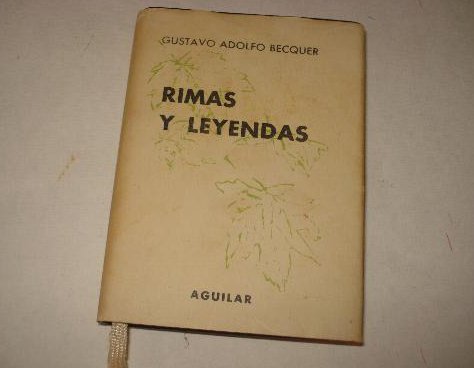 GUSTAVO ADOLFO BECQUER
RIMAS
Y LEYENDAS
AGUILAR